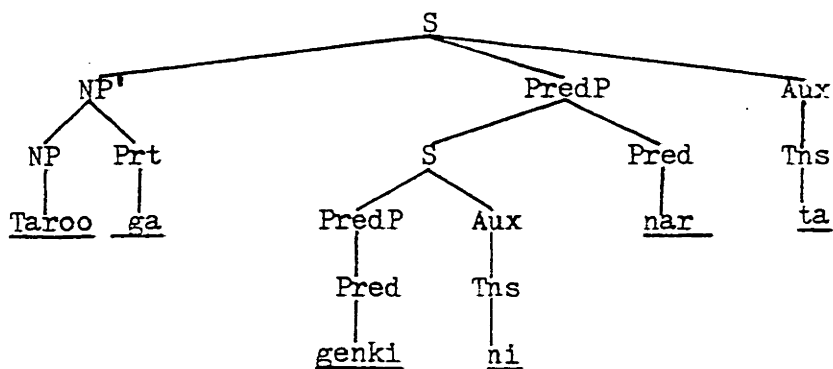 S
NP' PredP Aux
NP Prt S Pred Tns
Taroo ga PredP Aux nar ta
Pred Tns
genki ni